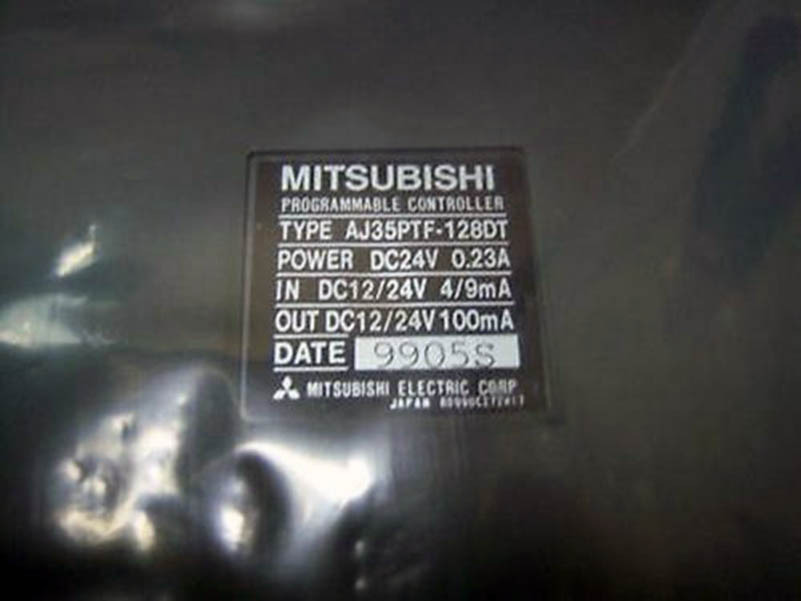 MITSUBISHI
PROGRAMMABLE CONTROLLER
TYPE AJ35PTF-128DT
POWER DC24V 0.23A
IN DC12/24V 4/9mA
OUT DC12/24V 100mA
DATE 9905S
MITSUBISHI ELECTRIC CORP.
JAPAN